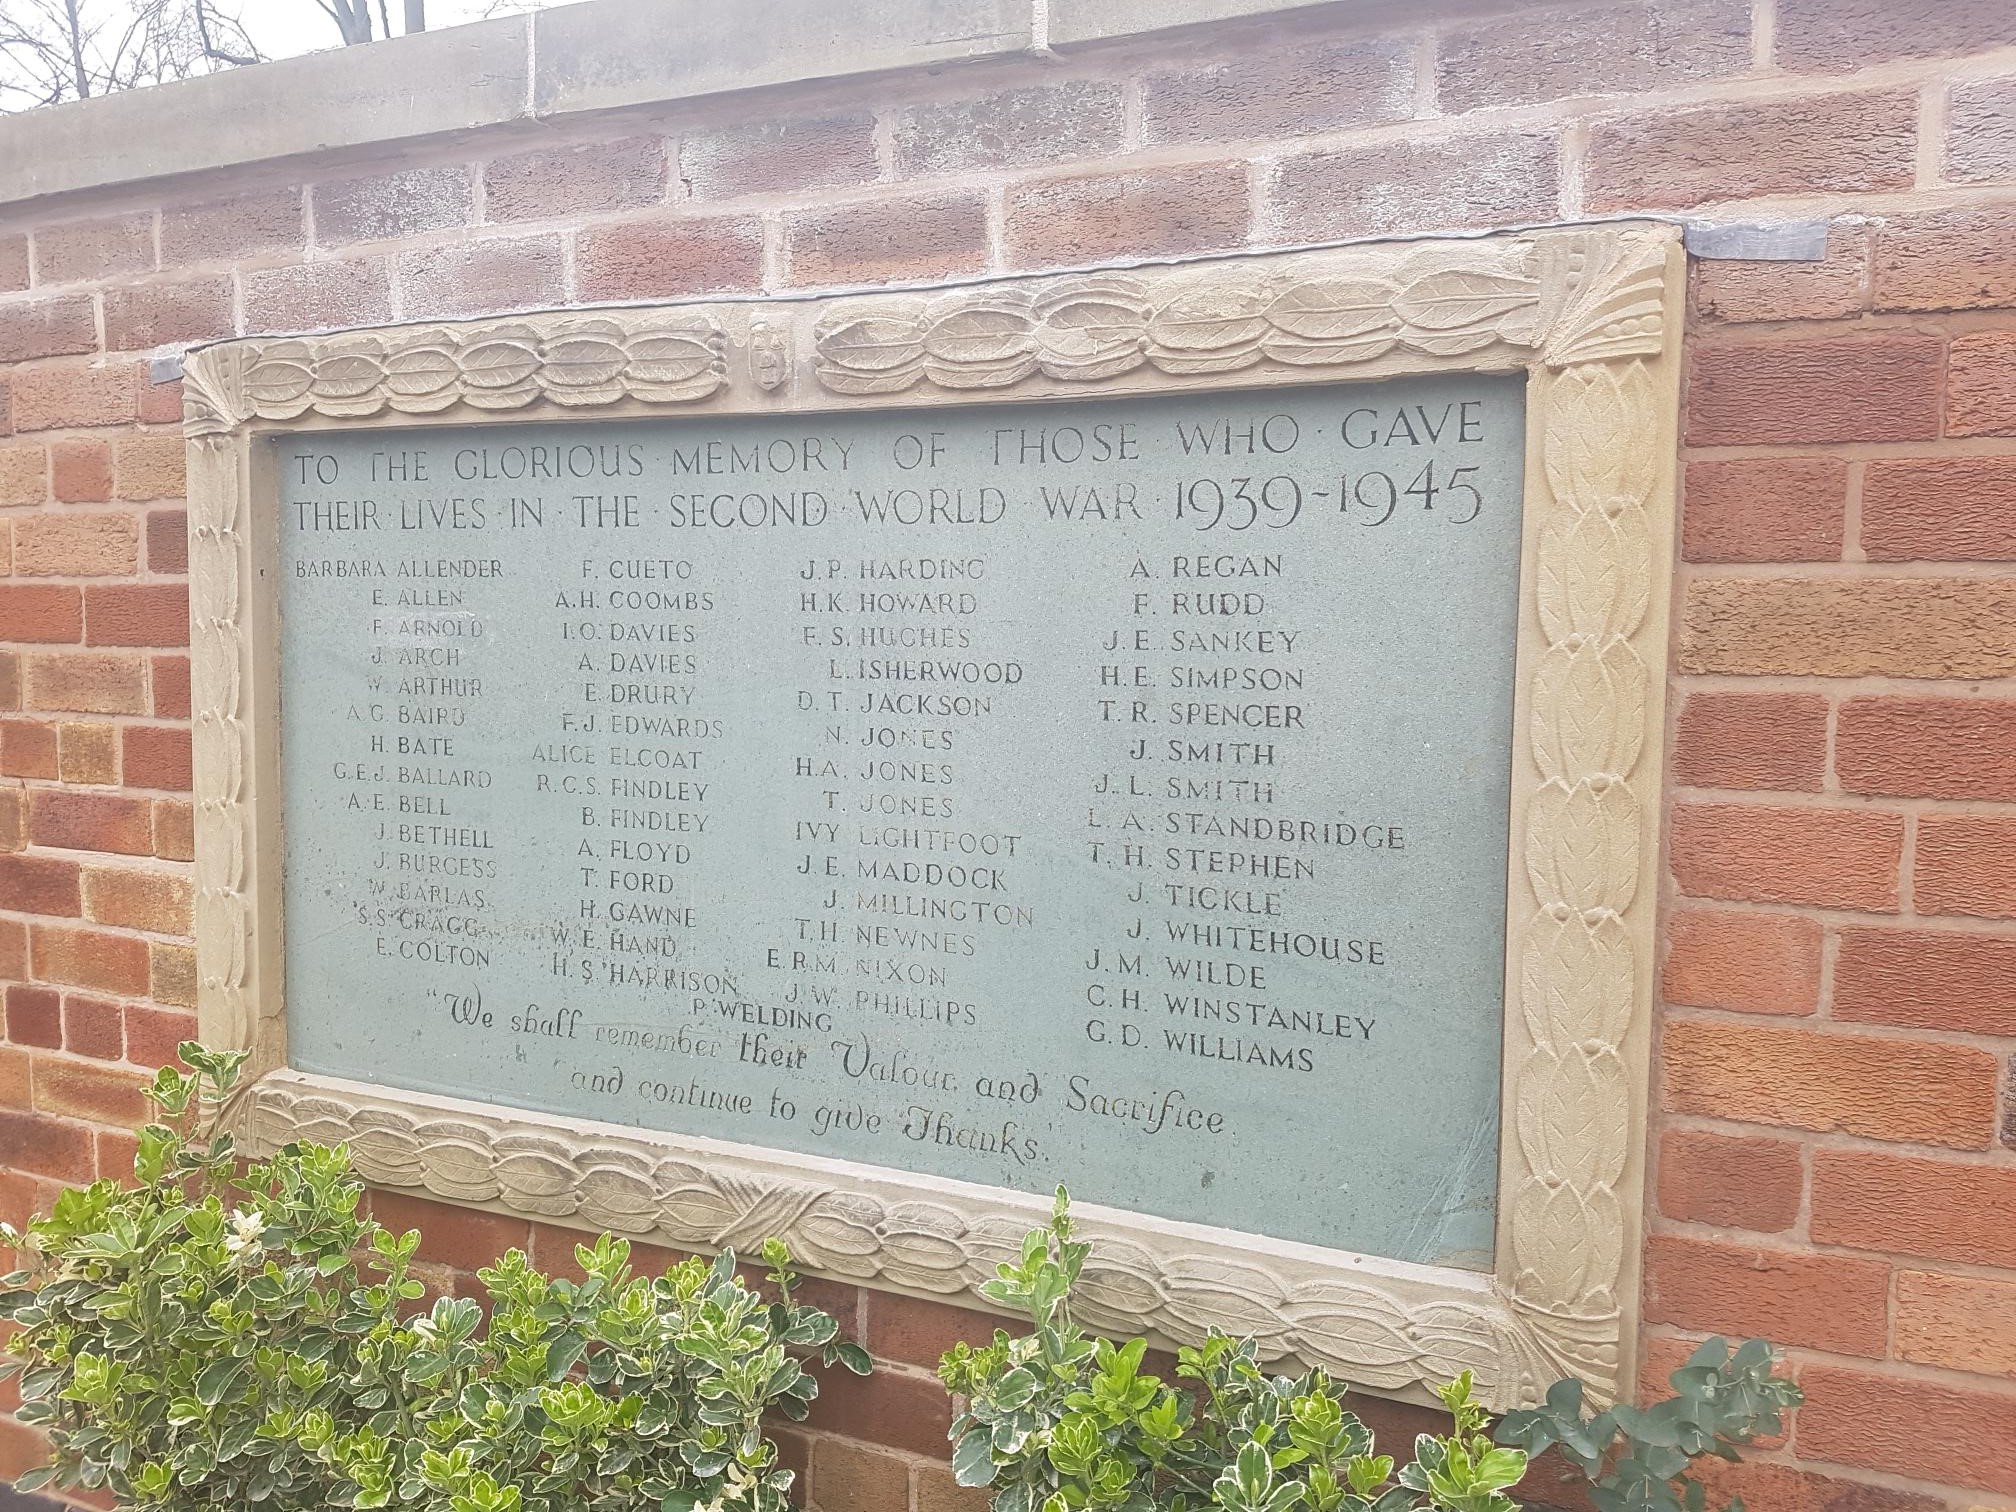 TO THE GLORIOUS · MEMORY OF THOSE · WHO · GAVE
THEIR · LIVES · IN · THE · SECOND · WORLD · WAR · 1939-1945
BARBARA ALLENDER
E. ALLEN
F. ARNOLD
J. ARCH
W. ARTHUR
A. G. BAIRD
H. BATE
G. E. J. BALLARD
A. E. BELL
J. BETHELL
J. BURGESS
W. BARLAS
S. S. CRAGG
E. COLTON
F. CUETO
A. H. COOMBS
I. O. DAVIES
A. DAVIES
E. DRURY
F. J. EDWARDS
ALICE ELCOAT
R. C. S. FINDLEY
B. FINDLEY
A. FLOYD
T. FORD
H. GAWNE
W. E. HAND
H. S. HARRISON
J. P. HARDING
H. K. HOWARD
F. S. HUGHES
L. ISHERWOOD
D. T. JACKSON
N. JONES
H. A. JONES
T. JONES
IVY LIGHTFOOT
J. E. MADDOCK
J. MILLINGTON
T. H. NEWNES
E. R. M. NIXON
J. W. PHILLIPS
A. REGAN
F. RUDD
J. E. SANKEY
H. E. SIMPSON
T. R. SPENCER
J. SMITH
J. L. SMITH
L. A. STANDBRIDGE
T. H. STEPHEN
J. TICKLE
J. WHITEHOUSE
J. M. WILDE
C. H. WINSTANLEY
G. D. WILLIAMS
P. WELDING
"We shall remember their Valour and Sacrifice
and continue to give Thanks."